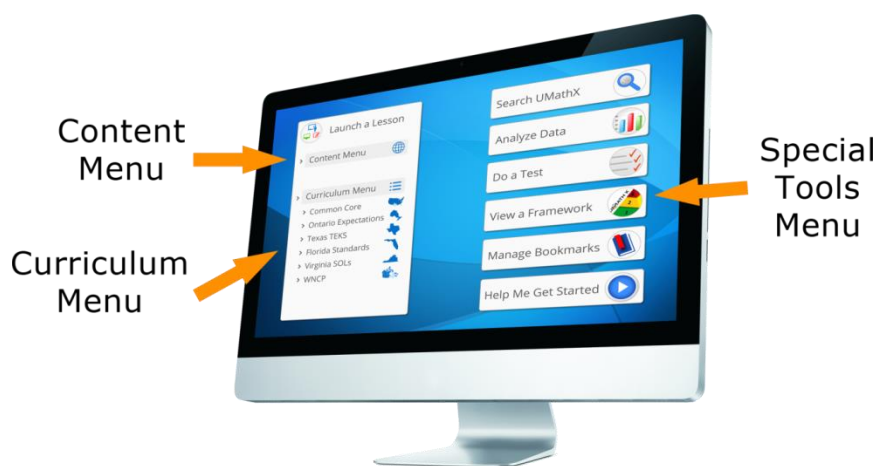 Content
Menu
Curriculum
Menu
Launch a Lesson
Content Menu
Curriculum Menu
Common Core
Ontario Expectations
Texas TEKS
Florida Standards
Virginia SOLs
WNCP
Search UMathX
Analyze Data
Do a Test
View a Framework
Manage Bookmarks
Help Me Get Started
Special
Tools
Menu